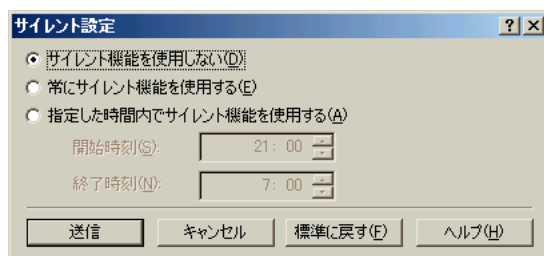 サイレント設定
サイレント機能を使用しない(D)
常にサイレント機能を使用する(E)
指定した時間内でサイレント機能を使用する(A)
開始時刻(S): 21: 00
終了時刻(N): 7: 00
送信 キャンセル 標準に戻す(F) ヘルプ(H)